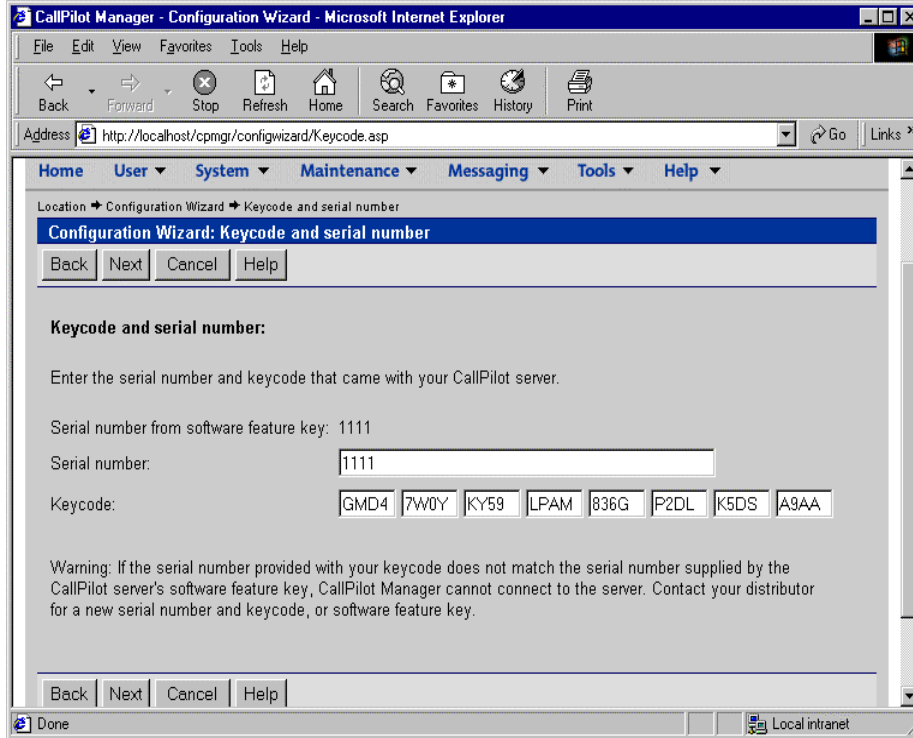 CallPilot Manager - Configuration Wizard - Microsoft Internet Explorer
File Edit View Favorites Tools Help
Back Forward Stop Refresh Home Search Favorites History Print
Address http://localhost/cpmgr/configwizard/Keycode.asp Go Links »
Home User System Maintenance Messaging Tools Help
Location ➔ Configuration Wizard ➔ Keycode and serial number
Configuration Wizard: Keycode and serial number
Back Next Cancel Help
Keycode and serial number:
Enter the serial number and keycode that came with your CallPilot server.
Serial number from software feature key: 1111
Serial number: 1111
Keycode: GMD4 7W0Y KY59 LPAM 836G P2DL K5DS A9AA
Warning: If the serial number provided with your keycode does not match the serial number supplied by the
CallPilot server's software feature key, CallPilot Manager cannot connect to the server. Contact your distributor
for a new serial number and keycode, or software feature key.
Back Next Cancel Help
Done Local intranet